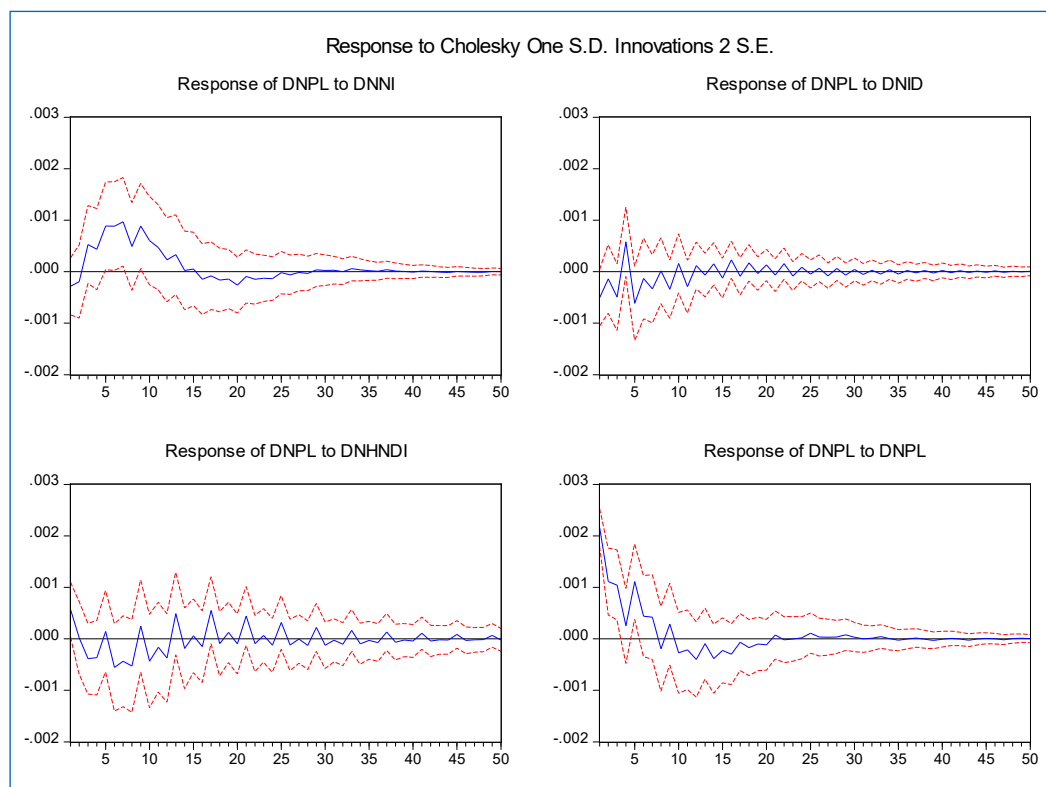 Response to Cholesky One S.D. Innovations 2 S.E.
Response of DNPL to DNNI
.003
.002
.001
.000
-.001
-.002
5 10 15 20 25 30 35 40 45 50
Response of DNPL to DNID
.003
.002
.001
.000
-.001
-.002
5 10 15 20 25 30 35 40 45 50
Response of DNPL to DNHNDI
.003
.002
.001
.000
-.001
-.002
5 10 15 20 25 30 35 40 45 50
Response of DNPL to DNPL
.003
.002
.001
.000
-.001
-.002
5 10 15 20 25 30 35 40 45 50